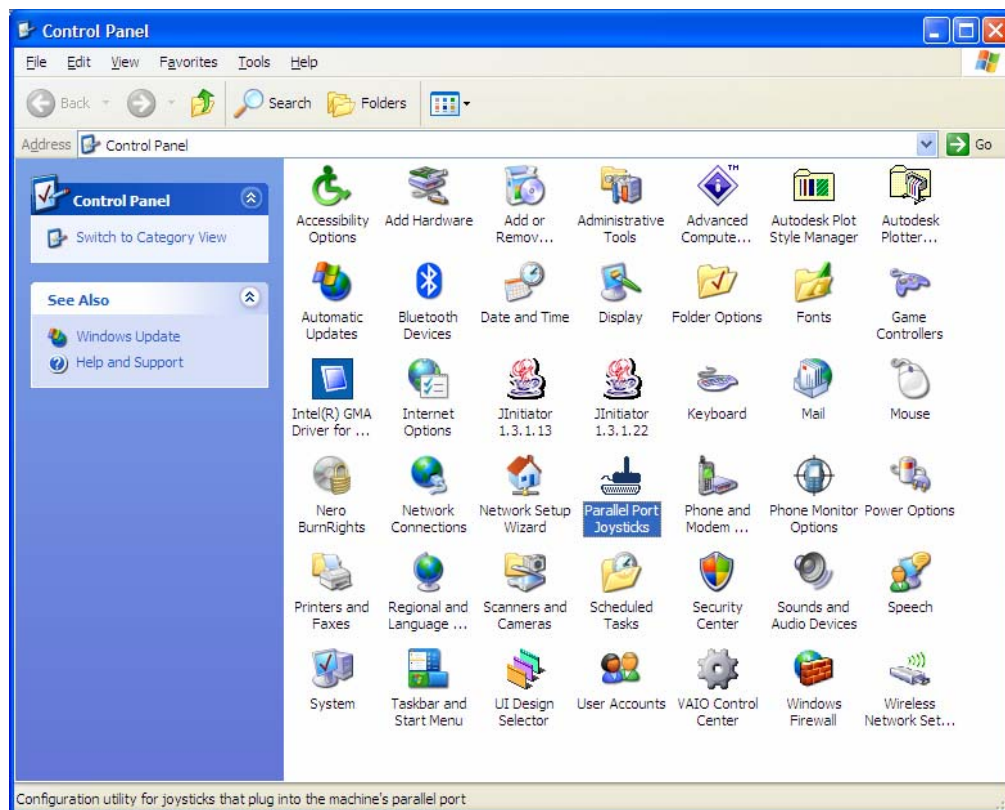 Control Panel
File Edit View Favorites Tools Help
Back Search Folders
Address Control Panel Go
Control Panel
Switch to Category View
See Also
Windows Update
Help and Support
Accessibility Options
Add Hardware
Add or Remov...
Administrative Tools
Advanced Compute...
TM
Autodesk Plot Style Manager
Autodesk Plotter...
Automatic Updates
Bluetooth Devices
Date and Time
Display
Folder Options
Fonts
Game Controllers
Intel(R) GMA Driver for ...
Internet Options
JInitiator 1.3.1.13
JInitiator 1.3.1.22
Keyboard
Mail
Mouse
Nero BurnRights
Network Connections
Network Setup Wizard
Parallel Port Joysticks
Phone and Modem ...
Phone Monitor Options
Power Options
Printers and Faxes
Regional and Language ...
Scanners and Cameras
Scheduled Tasks
Security Center
Sounds and Audio Devices
Speech
System
Taskbar and Start Menu
UI Design Selector
User Accounts
VAIO Control Center
Windows Firewall
Wireless Network Set...
Configuration utility for joysticks that plug into the machine's parallel port